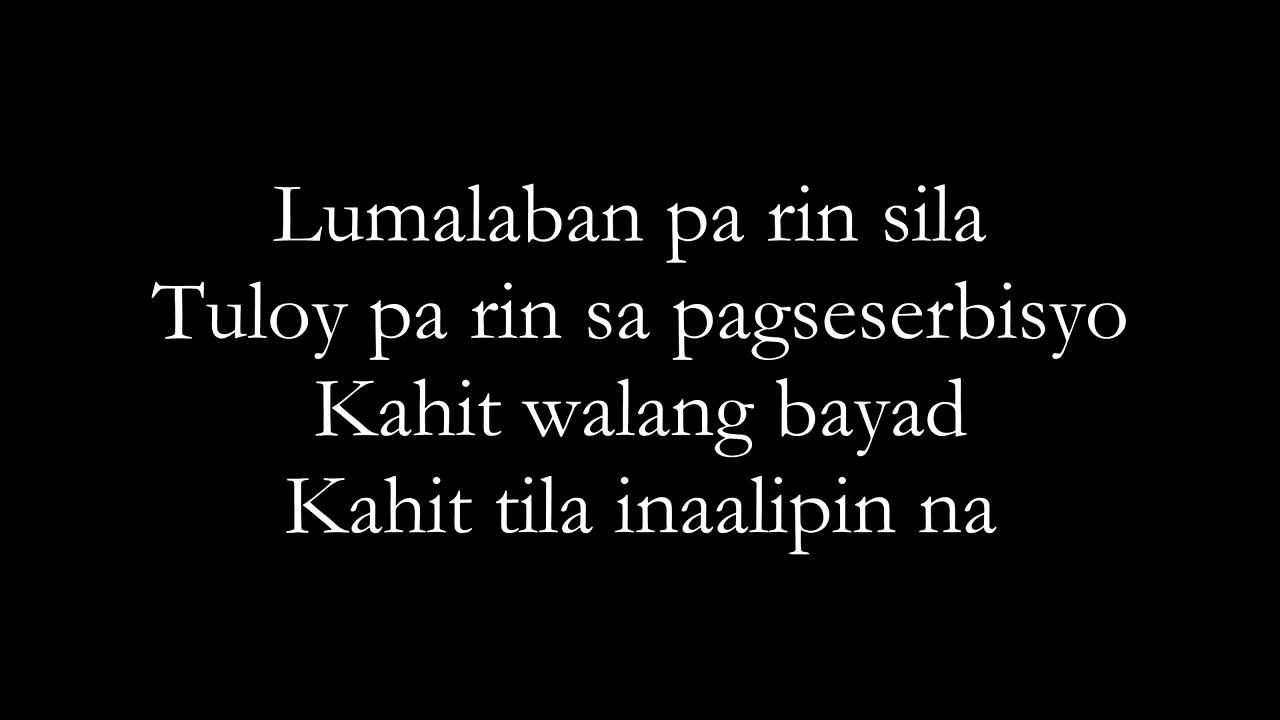 Lumalaban pa rin sila
Tuloy pa rin sa pagseserbisyo
Kahit walang bayad
Kahit tila inaalipin na